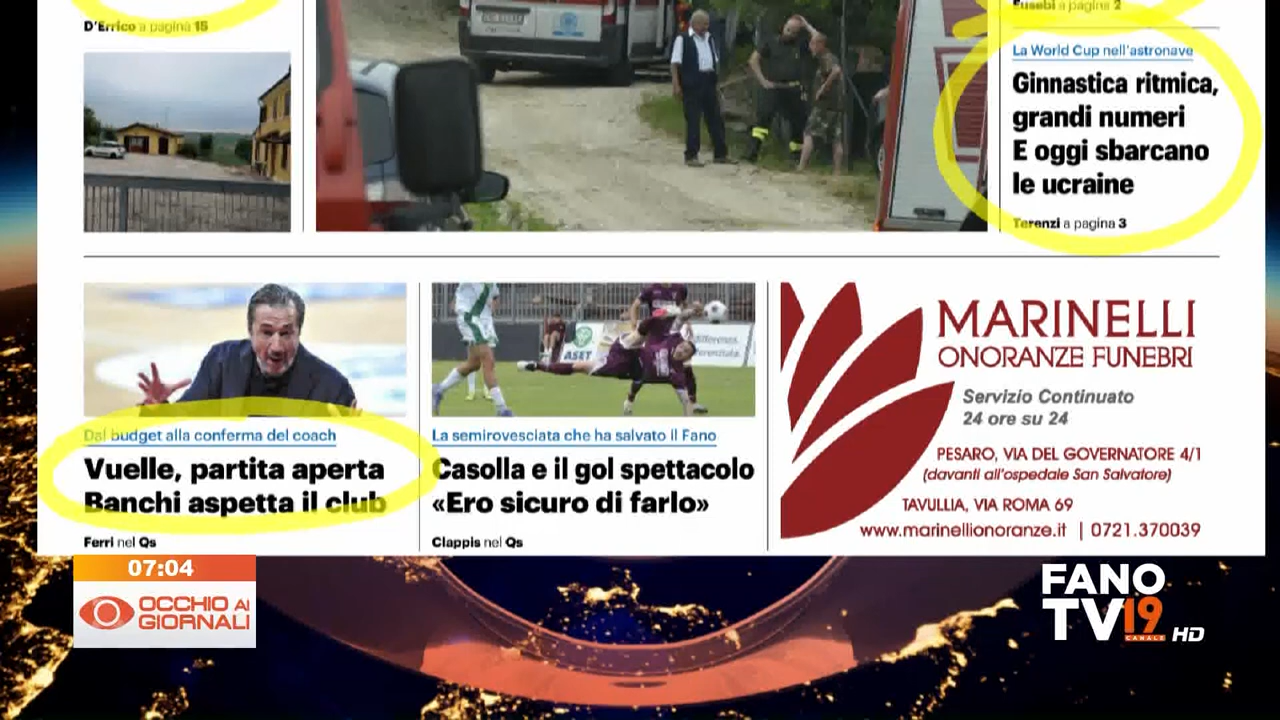 D'Errico a pagina 15
Eusebi a pagina 2
La World Cup nell'astronave
Ginnastica ritmica,
grandi numeri
E oggi sbarcano
le ucraine
Terenzi a pagina 3
Dal budget alla conferma del coach
Vuelle, partita aperta
Banchi aspetta il club
Ferri nel Qs
ASET
La semirovesciata che ha salvato il Fano
Casolla e il gol spettacolo
«Ero sicuro di farlo»
Clappis nel Qs
MARINELLI
ONORANZE FUNEBRI
Servizio Continuato
24 ore su 24
PESARO, VIA DEL GOVERNATORE 4/1
(davanti all'ospedale San Salvatore)
TAVULLIA, VIA ROMA 69
www.marinellionoranze.it | 0721.370039
07:04
OCCHIO AI
GIORNALI
FANO
TV19
CANALE HD